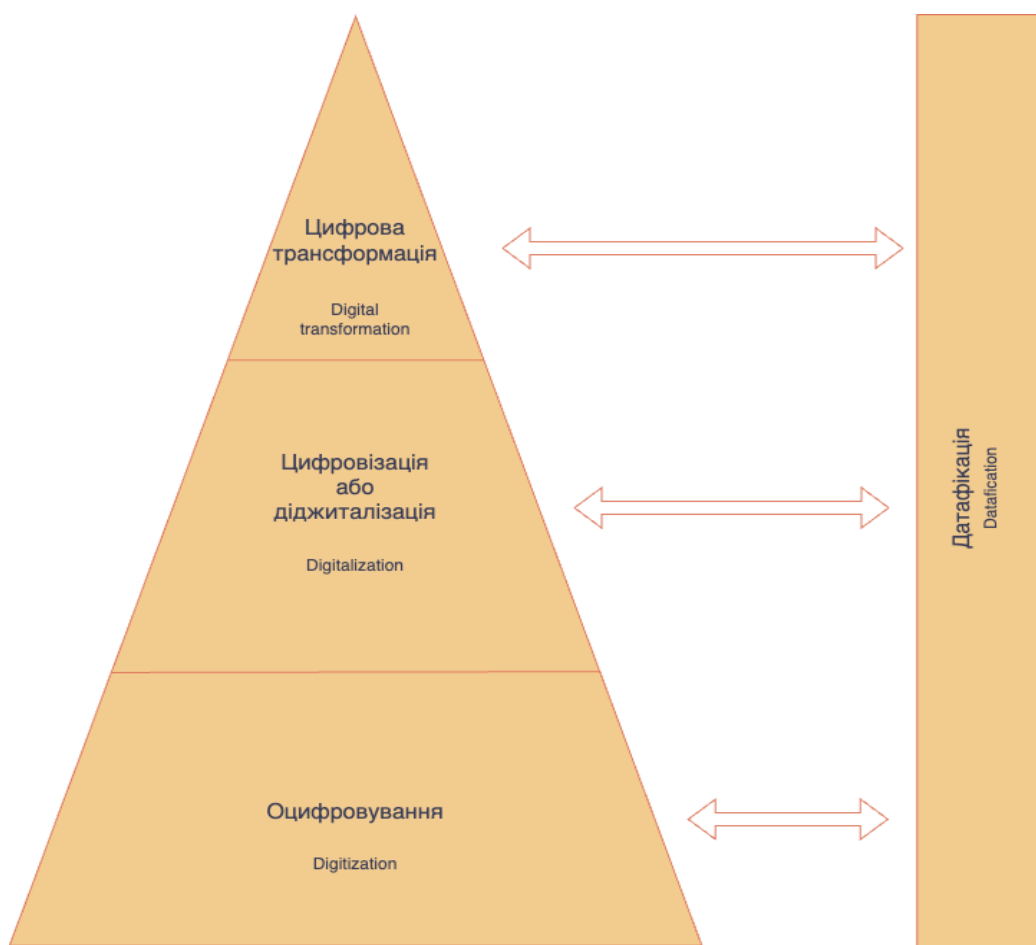 Цифрова
трансформація
Digital
transformation
Цифровізація
або
діджиталізація
Digitalization
Оцифровування
Digitization
Датафікація
Datafication